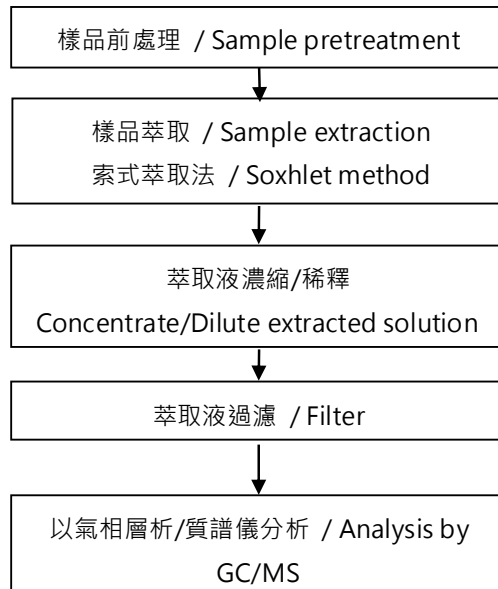 樣品前處理 / Sample pretreatment
樣品萃取 / Sample extraction
索式萃取法 / Soxhlet method
萃取液濃縮/稀釋
Concentrate/Dilute extracted solution
萃取液過濾 / Filter
以氣相層析/質譜儀分析 / Analysis by
GC/MS